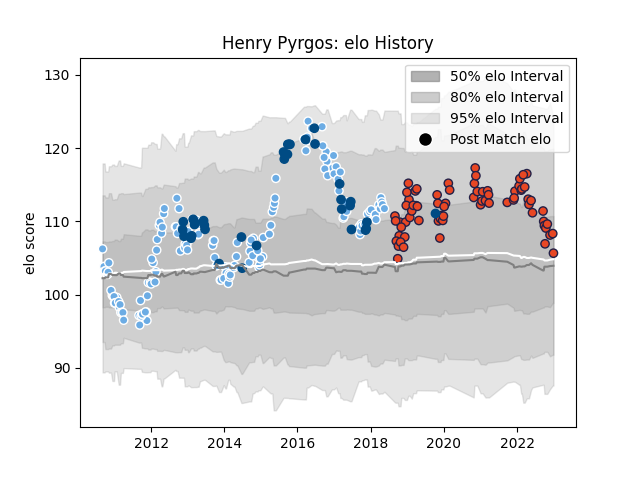 Henry Pyrgos: elo History
50% elo Interval
80% elo Interval
95% elo Interval
Post Match elo
elo score
130
120
110
100
90
2012
2014
2016
2018
2020
2022